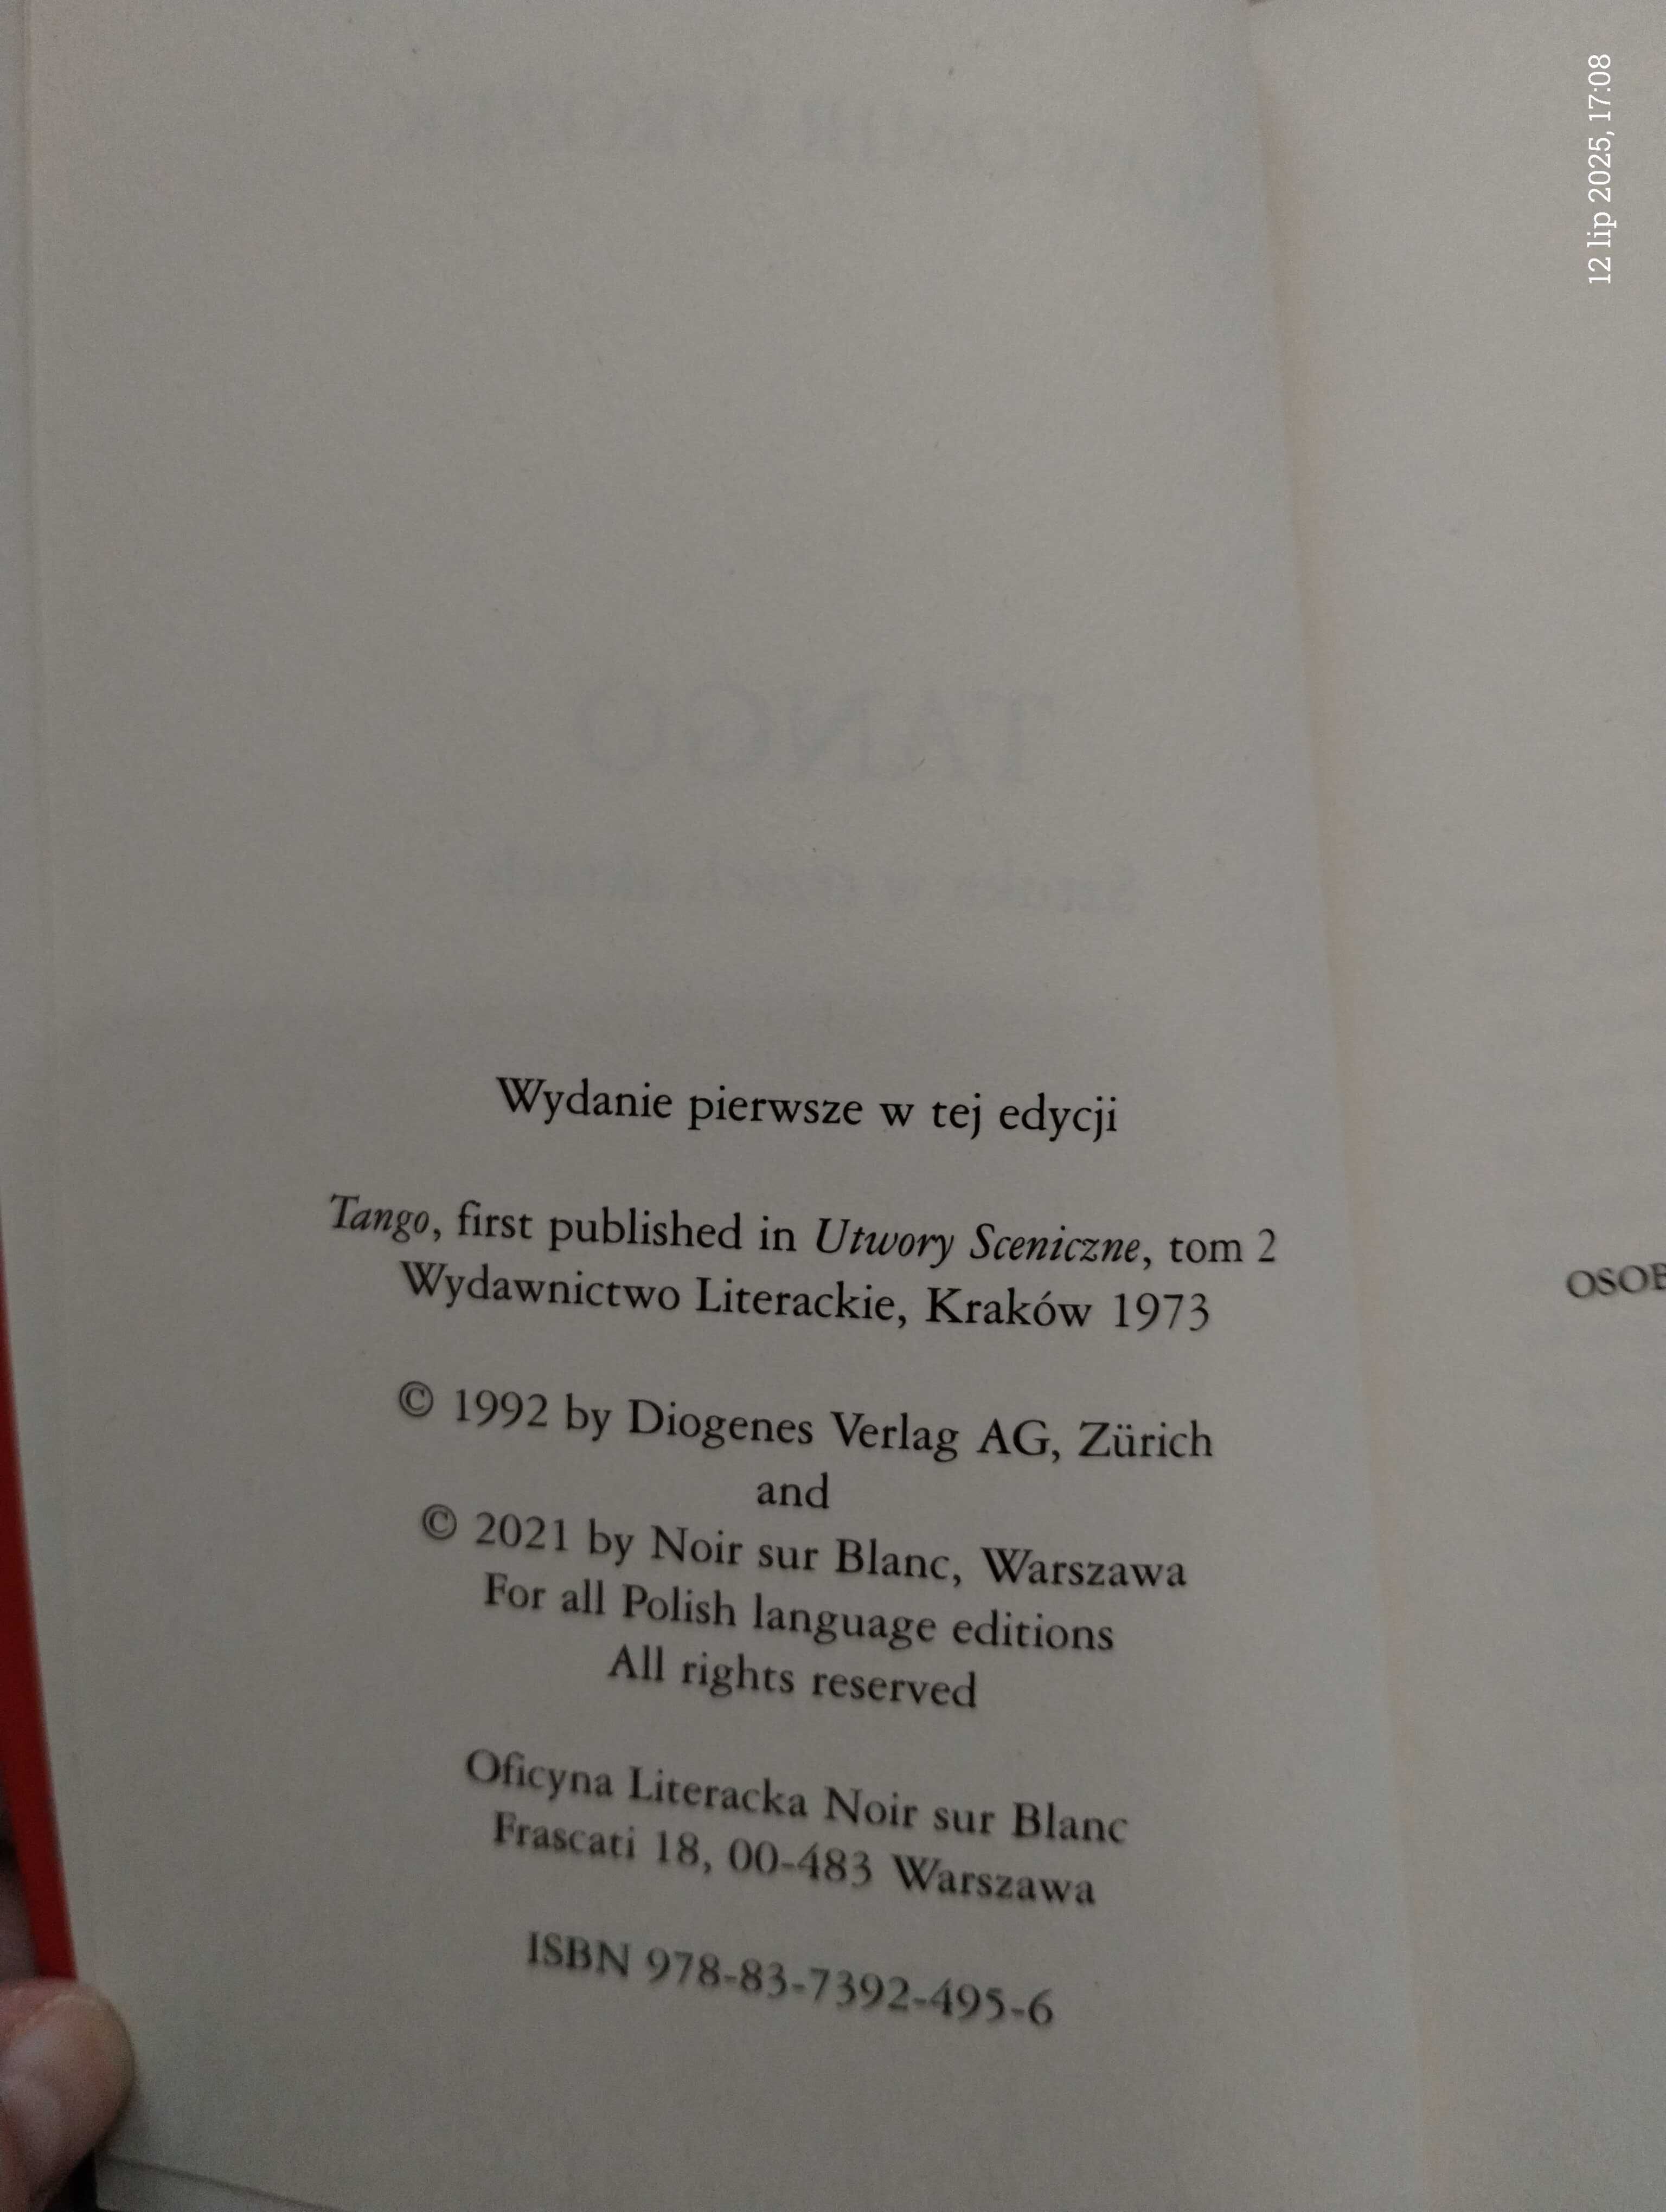 12 lip 2025, 17:08
TANGO
Wydanie pierwsze w tej edycji
Tango, first published in Utwory Sceniczne, tom 2
Wydawnictwo Literackie, Kraków 1973
© 1992 by Diogenes Verlag AG, Zürich
and
© 2021 by Noir sur Blanc, Warszawa
For all Polish language editions
All rights reserved
Oficyna Literacka Noir sur Blanc
Frascati 18, 00-483 Warszawa
ISBN 978-83-7392-495-6
OSOB